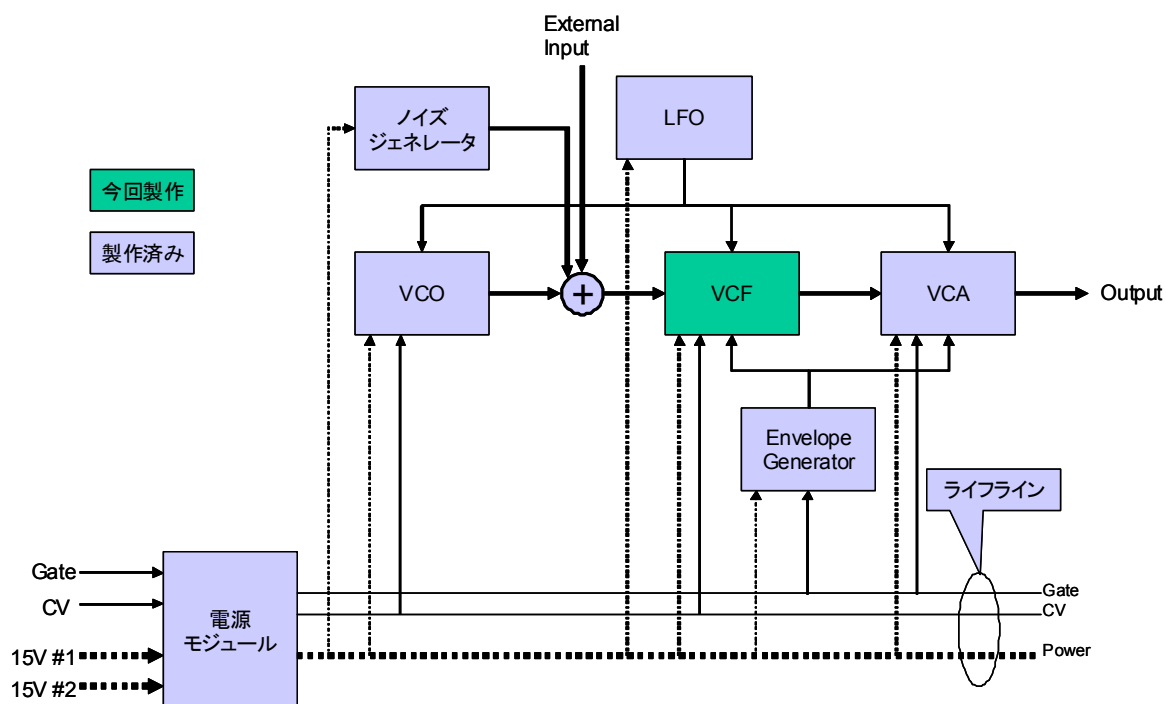 External
Input
ノイズ
ジェネレータ
LFO
今回製作
製作済み
VCO
+
VCF
VCA
Output
Envelope
Generator
ライフライン
Gate
CV
15V #1
15V #2
電源
モジュール
Gate
CV
Power